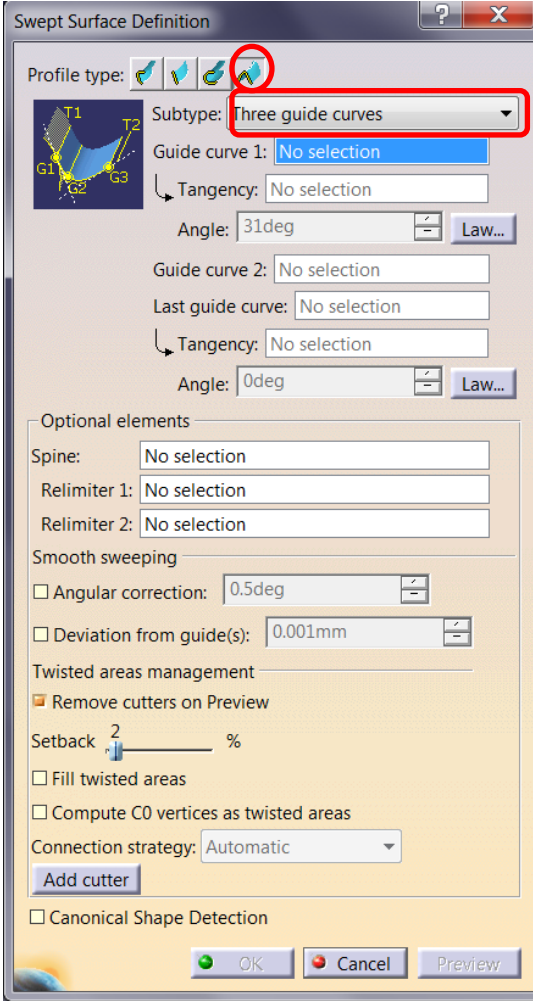 Swept Surface Definition
?
X
Profile type:
T1
T2
G1
G2
G3
Subtype: Three guide curves
Guide curve 1: No selection
Tangency: No selection
Angle: 31deg Law...
Guide curve 2: No selection
Last guide curve: No selection
Tangency: No selection
Angle: 0deg Law...
Optional elements
Spine: No selection
Relimiter 1: No selection
Relimiter 2: No selection
Smooth sweeping
Angular correction: 0.5deg
Deviation from guide(s): 0.001mm
Twisted areas management
Remove cutters on Preview
Setback 2 %
Fill twisted areas
Compute C0 vertices as twisted areas
Connection strategy: Automatic
Add cutter
Canonical Shape Detection
OK Cancel Preview